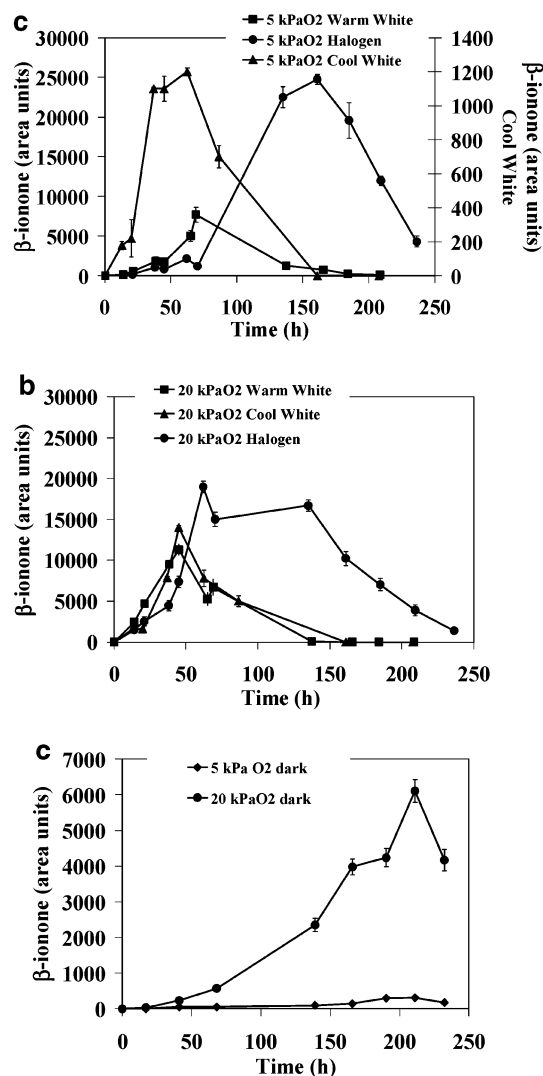 c
5 kPaO2 Warm White
5 kPaO2 Halogen
5 kPaO2 Cool White
30000
25000
20000
15000
10000
5000
0
1400
1200
1000
800
600
400
200
0
β-ionone (area units)
β-ionone (area units)
Cool White
0 50 100 150 200 250
Time (h)
b
20 kPaO2 Warm White
20 kPaO2 Cool White
20 kPaO2 Halogen
30000
25000
20000
15000
10000
5000
0
β-ionone (area units)
0 50 100 150 200 250
Time (h)
c
5 kPa O2 dark
20 kPaO2 dark
7000
6000
5000
4000
3000
2000
1000
0
β-ionone (area units)
0 50 100 150 200 250
Time (h)